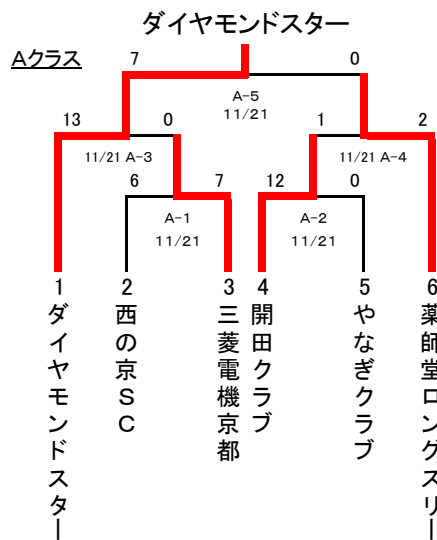 ダイヤモンドスター
Aクラス
7 0
A-5
11/21
13 0 1 2
11/21 A-3 11/21 A-4
6 7 12 0
A-1 A-2
11/21 11/21
1 2 3 4 5 6
ダイヤモンドスター
西の京SC
三菱電機京都
開田クラブ
やなぎクラブ
薬師堂ロングスリー